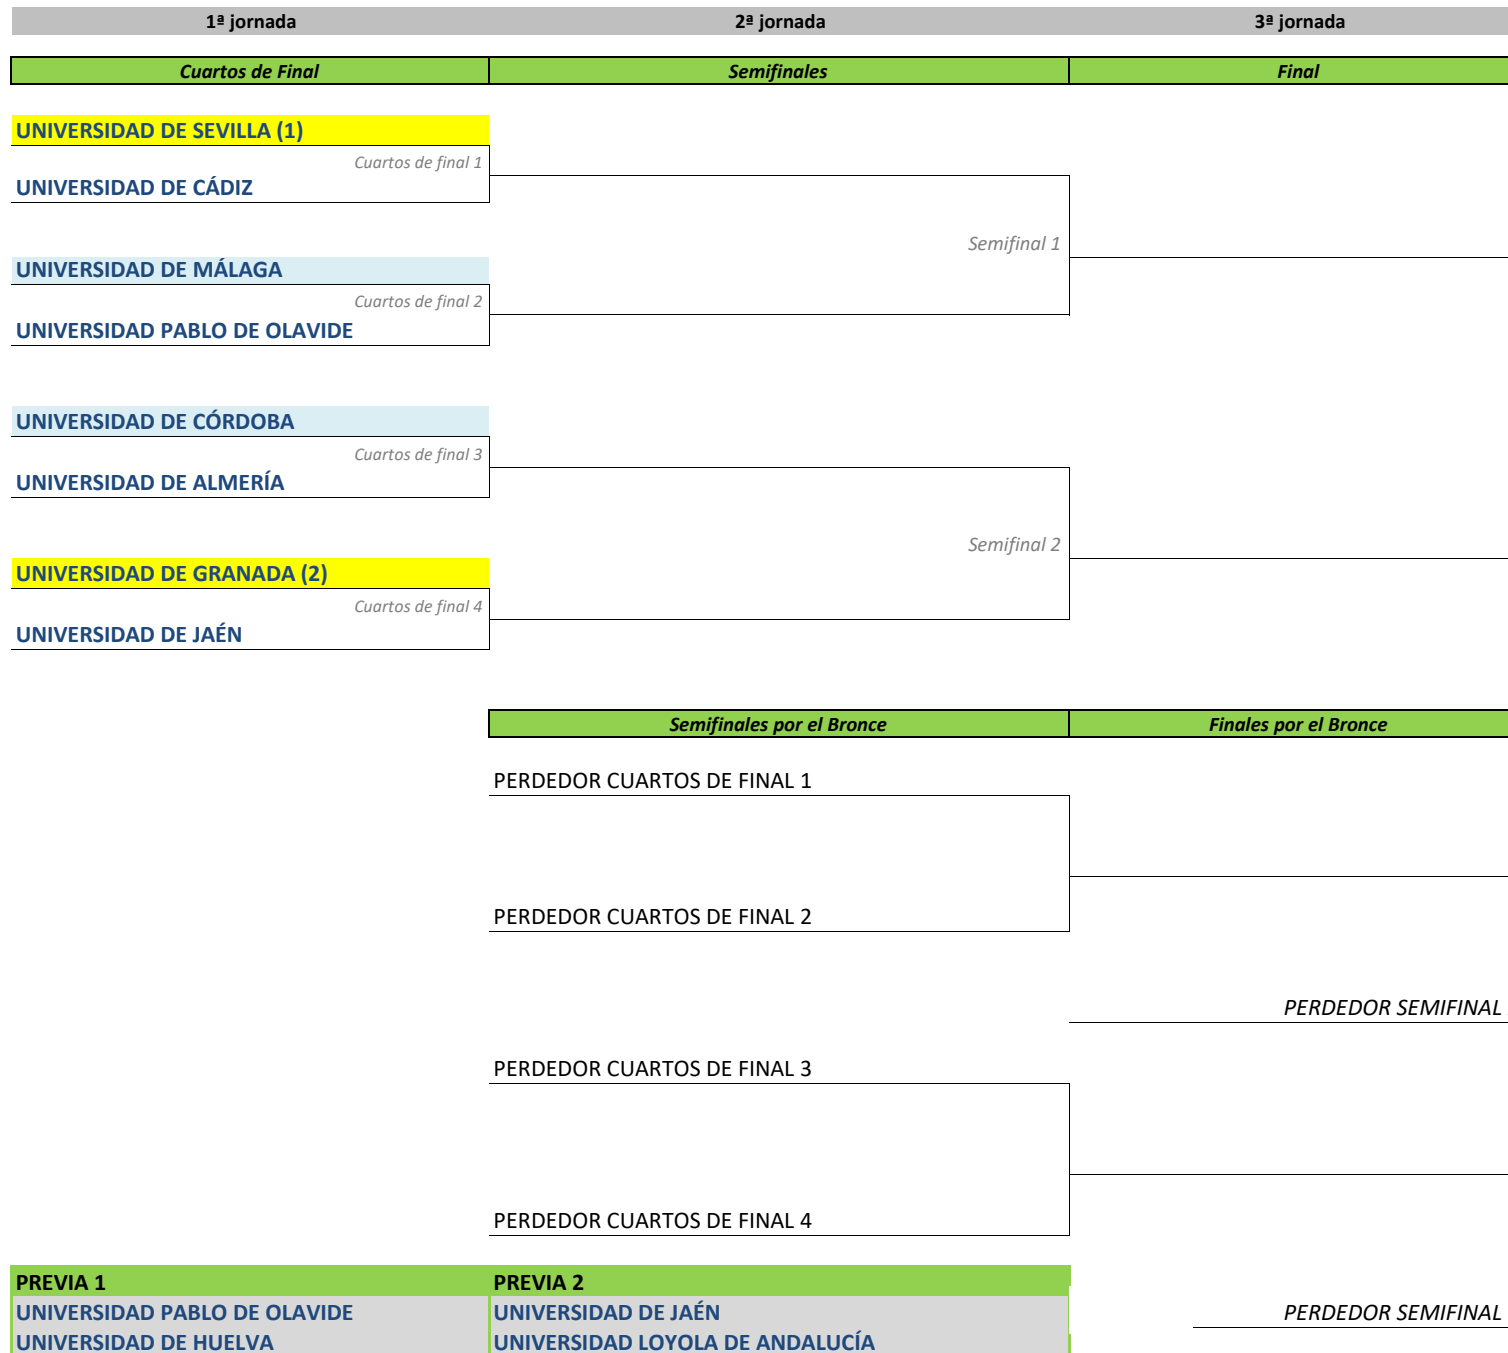 1ª jornada 2ª jornada 3ª jornada
Cuartos de Final Semifinales Final
UNIVERSIDAD DE SEVILLA (1)
Cuartos de final 1
UNIVERSIDAD DE CÁDIZ
Semifinal 1
UNIVERSIDAD DE MÁLAGA
Cuartos de final 2
UNIVERSIDAD PABLO DE OLAVIDE
UNIVERSIDAD DE CÓRDOBA
Cuartos de final 3
UNIVERSIDAD DE ALMERÍA
Semifinal 2
UNIVERSIDAD DE GRANADA (2)
Cuartos de final 4
UNIVERSIDAD DE JAÉN
Semifinales por el Bronce Finales por el Bronce
PERDEDOR CUARTOS DE FINAL 1
PERDEDOR CUARTOS DE FINAL 2
PERDEDOR SEMIFINAL
PERDEDOR CUARTOS DE FINAL 3
PERDEDOR CUARTOS DE FINAL 4
PREVIA 1 PREVIA 2
UNIVERSIDAD PABLO DE OLAVIDE UNIVERSIDAD DE JAÉN PERDEDOR SEMIFINAL
UNIVERSIDAD DE HUELVA UNIVERSIDAD LOYOLA DE ANDALUCÍA